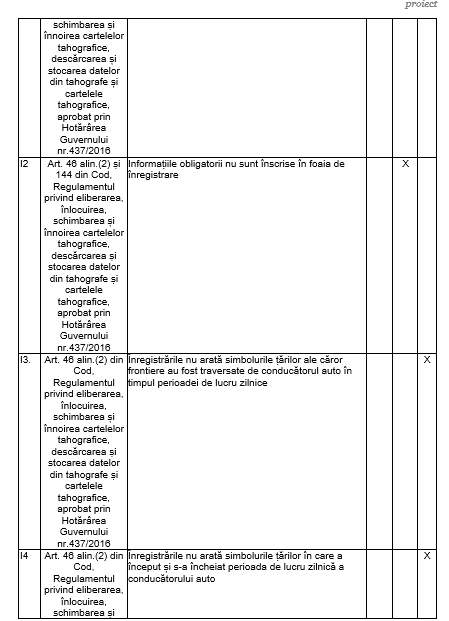 proiect
schimbarea și
înnoirea cartelelor
tahografice,
descărcarea și
stocarea datelor
din tahografe și
cartelele
tahografice,
aprobat prin
Hotărârea
Guvernului
nr.437/2016
I2 Art. 46 alin.(2) și Informațiile obligatorii nu sunt înscrise în foaia de X
144 din Cod, înregistrare
Regulamentul
privind eliberarea,
înlocuirea,
schimbarea și
înnoirea cartelelor
tahografice,
descărcarea și
stocarea datelor
din tahografe și
cartelele
tahografice,
aprobat prin
Hotărârea
Guvernului
nr.437/2016
I3. Art. 46 alin.(2) din Înregistrările nu arată simbolurile țărilor ale căror X
Cod, frontiere au fost traversate de conducătorul auto în
Regulamentul timpul perioadei de lucru zilnice
privind eliberarea,
înlocuirea,
schimbarea și
înnoirea cartelelor
tahografice,
descărcarea și
stocarea datelor
din tahografe și
cartelele
tahografice,
aprobat prin
Hotărârea
Guvernului
nr.437/2016
I4 Art. 46 alin.(2) din Înregistrările nu arată simbolurile țărilor în care a X
Cod, început și s-a încheiat perioada de lucru zilnică a
Regulamentul conducătorului auto
privind eliberarea,
înlocuirea,
schimbarea și